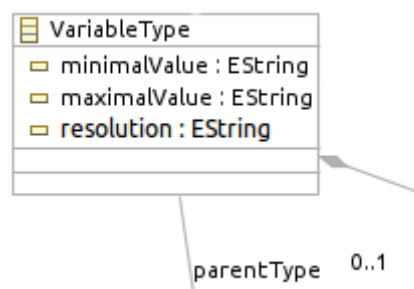 VariableType
minimalValue : EString
maximalValue : EString
resolution : EString
parentType 0..1